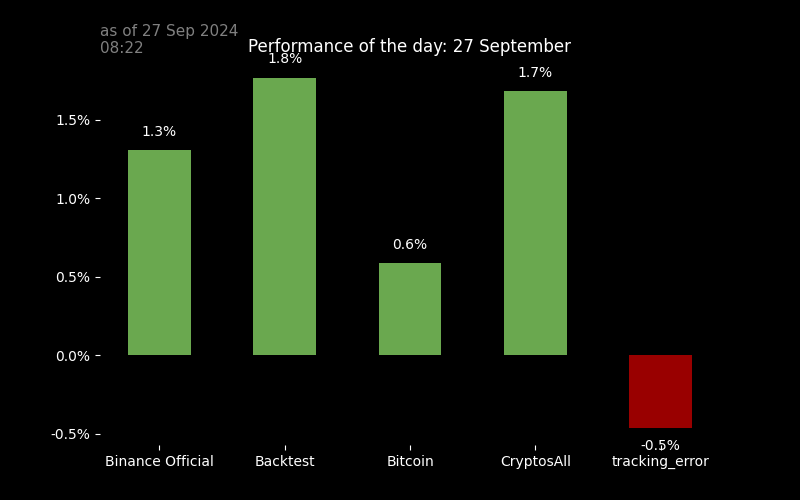 as of 27 Sep 2024
08:22
Performance of the day: 27 September
1.8%
1.7%
1.5%
1.3%
1.0%
0.6%
0.5%
0.0%
-0.5%
-0.5%
Binance Official
Backtest
Bitcoin
CryptosAll
tracking_error